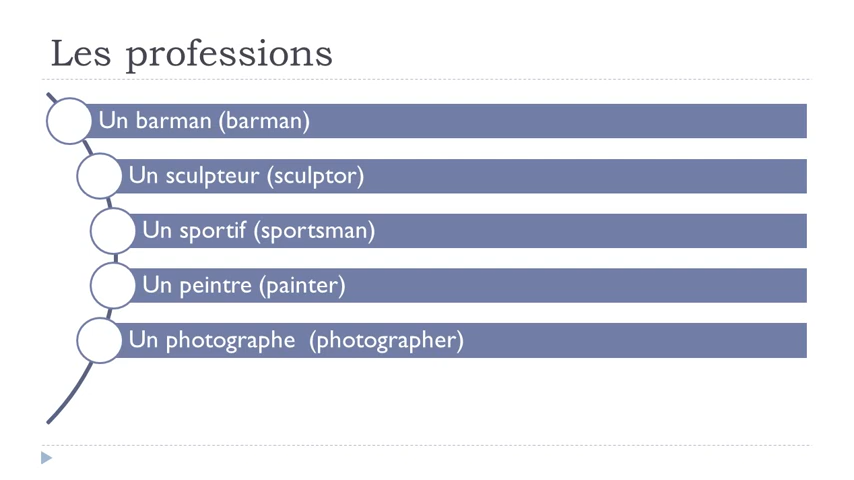 Les professions
Un barman (barman)
Un sculpteur (sculptor)
Un sportif (sportsman)
Un peintre (painter)
Un photographe  (photographer)